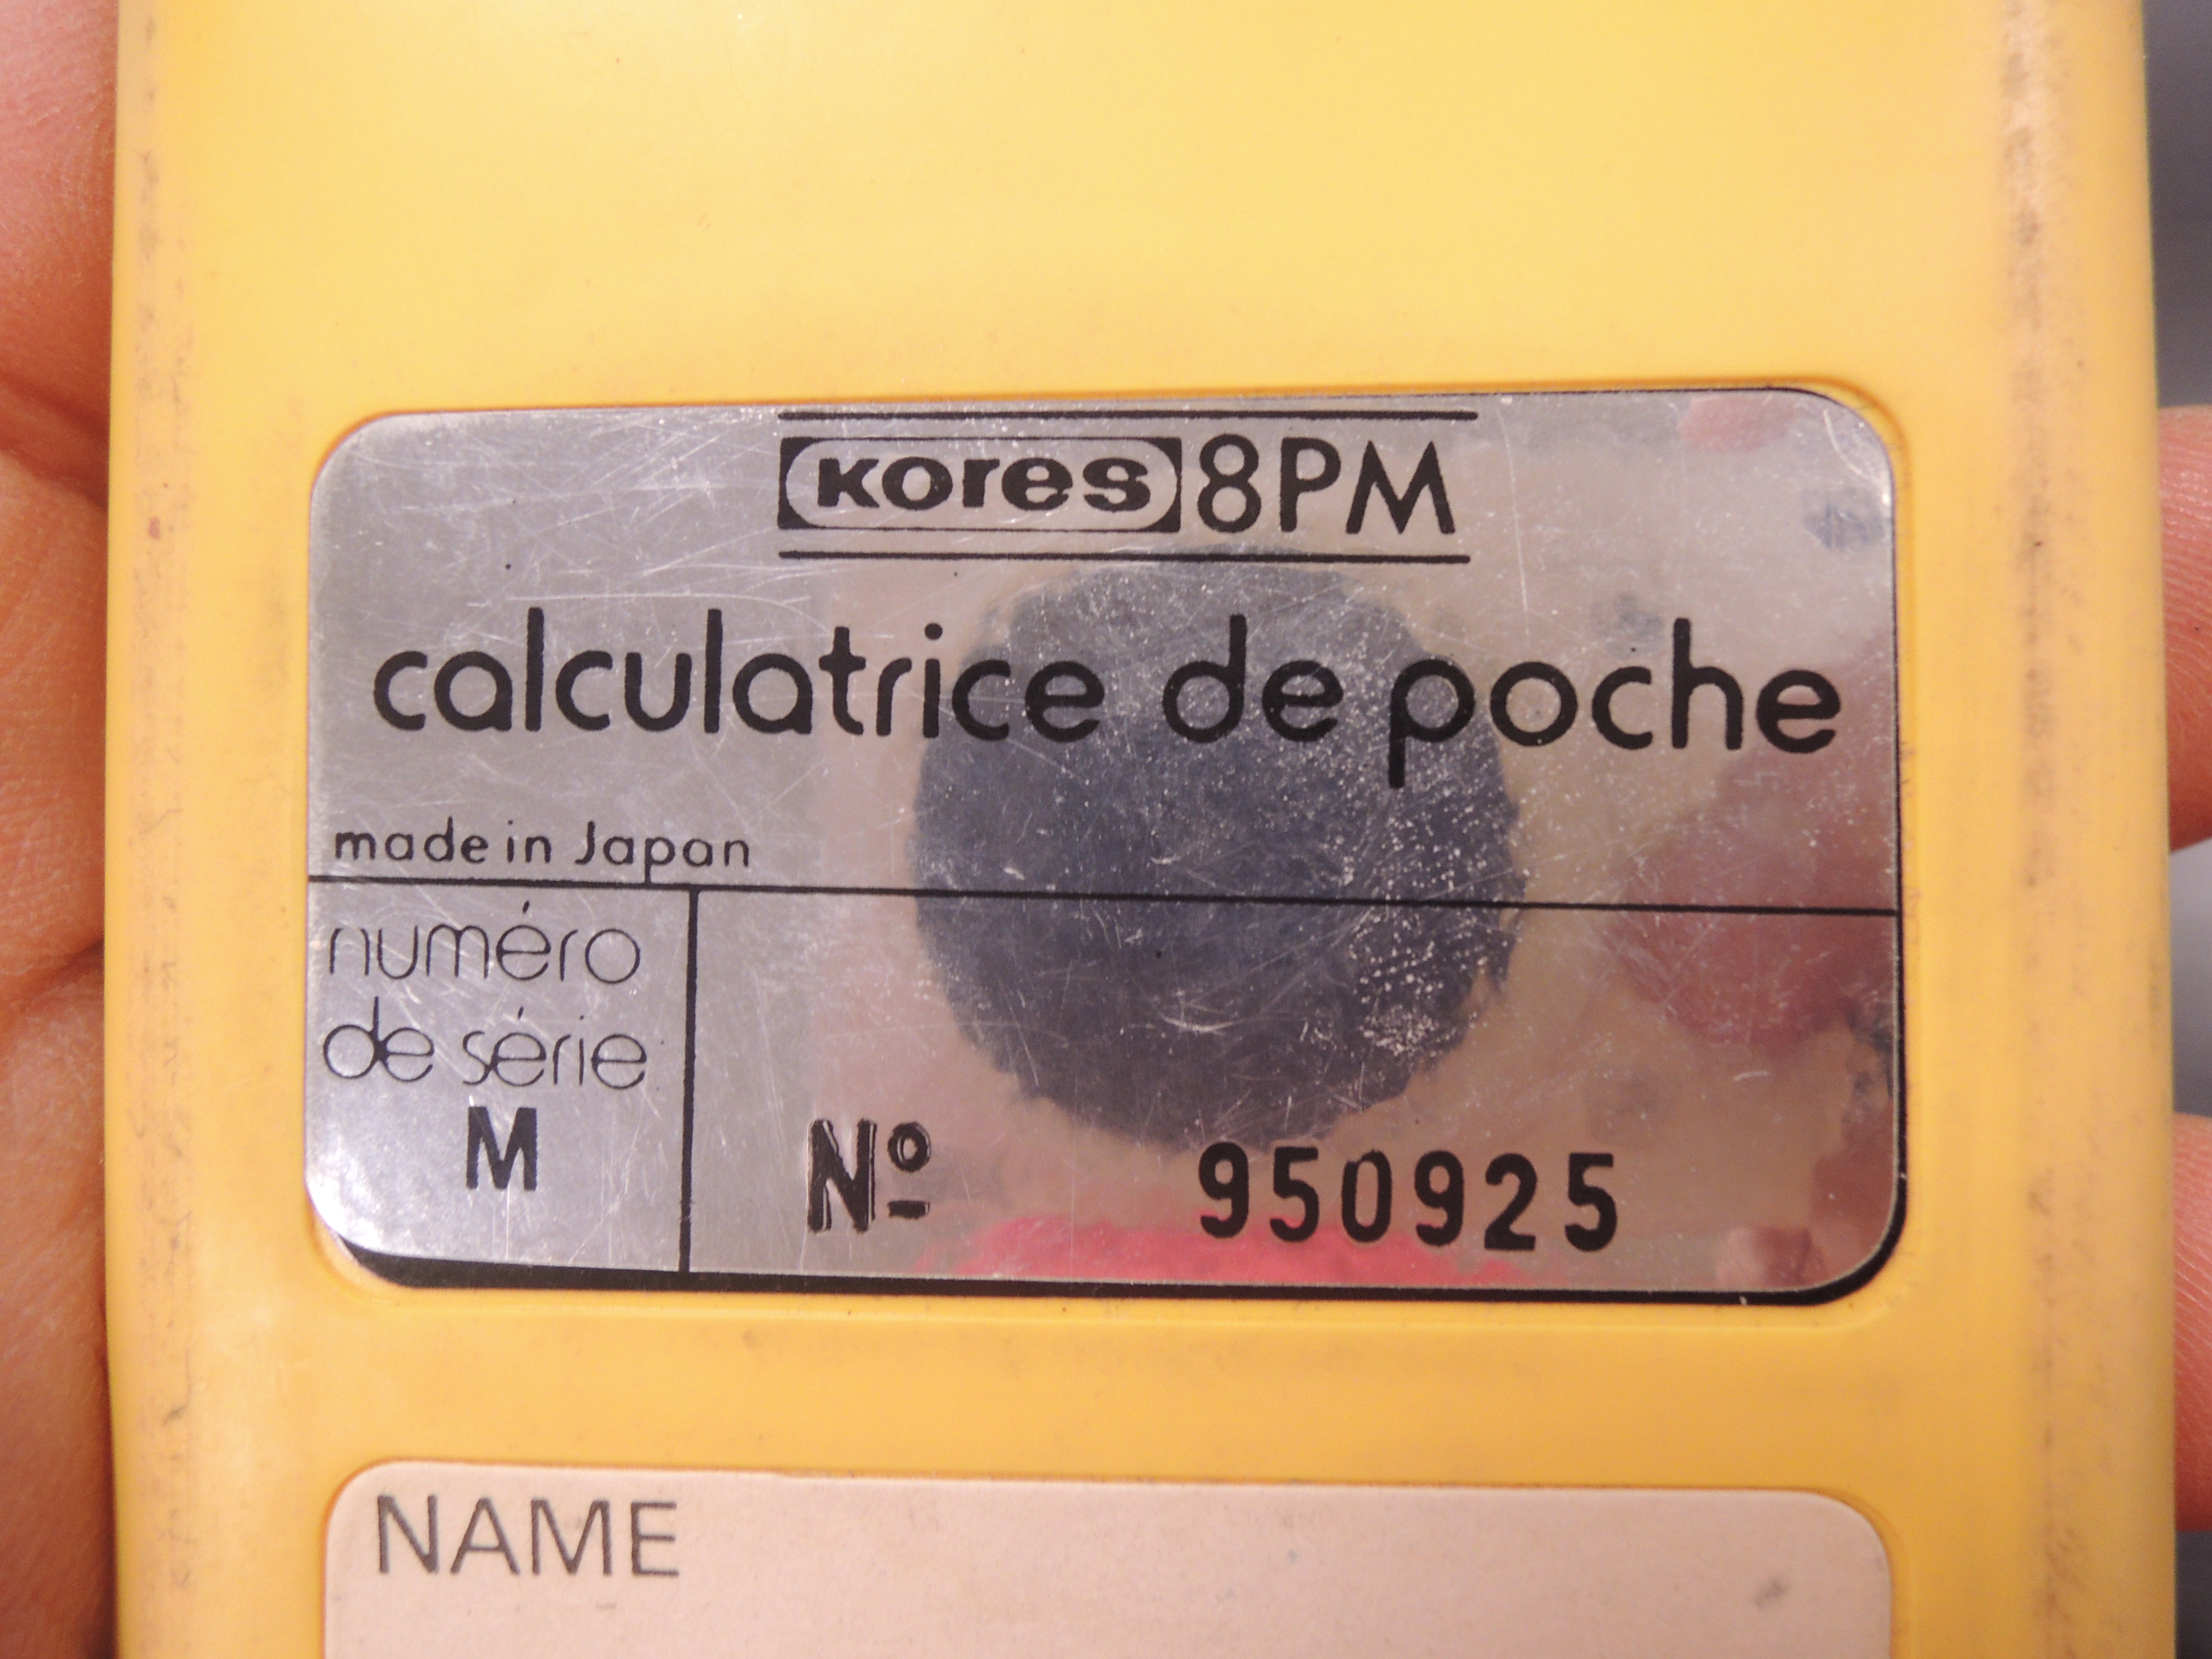 Kores 8PM
calculatrice de poche
made in Japan
numéro
de série
M
Nº 950925
NAME